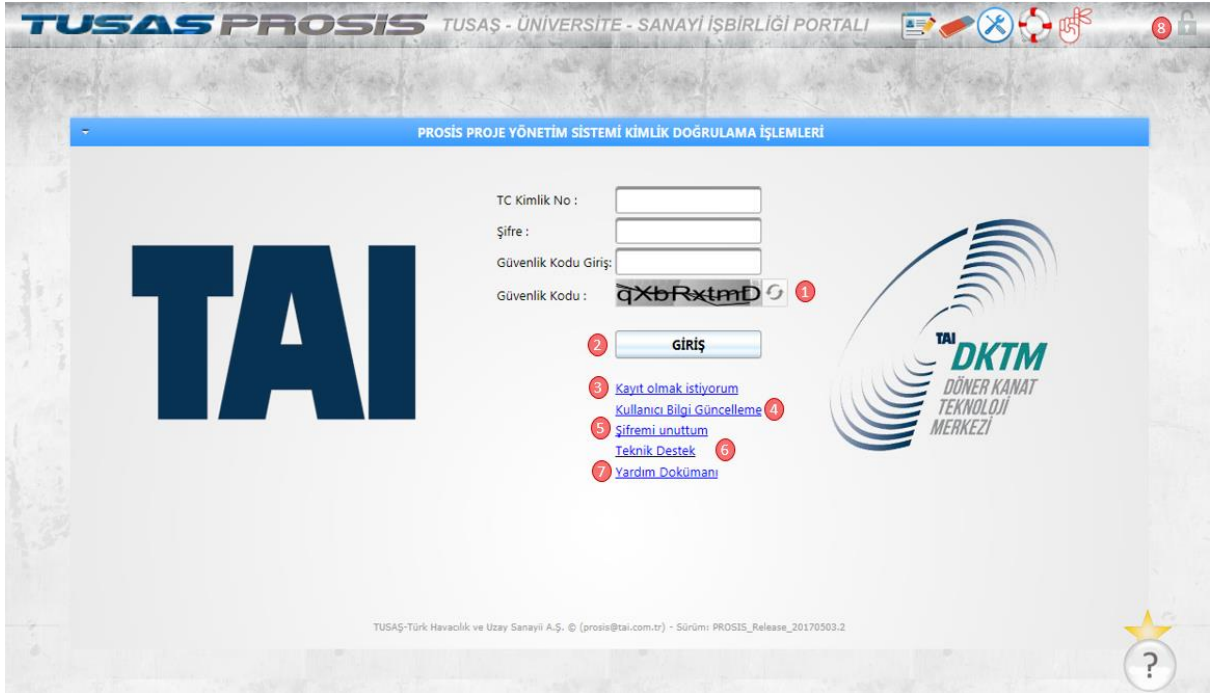 TUSAS PROSIS TUSAŞ - ÜNİVERSİTE - SANAYİ İŞBİRLİĞİ PORTALI 8
PROSİS PROJE YÖNETİM SİSTEMİ KİMLİK DOĞRULAMA İŞLEMLERİ
TC Kimlik No :
Şifre :
Güvenlik Kodu Giriş:
Güvenlik Kodu : qXbRxtmD 1
2 GİRİŞ
3 Kayıt olmak istiyorum
Kullanıcı Bilgi Güncelleme 4
5 Şifremi unuttum
Teknik Destek 6
7 Yardım Dokümanı
TAI
TAI
DKTM
DÖNER KANAT
TEKNOLOJİ
MERKEZİ
TUSAŞ-Türk Havacılık ve Uzay Sanayii A.Ş. © (prosis@tai.com.tr) - Sürüm: PROSIS_Release_20170503.2
?